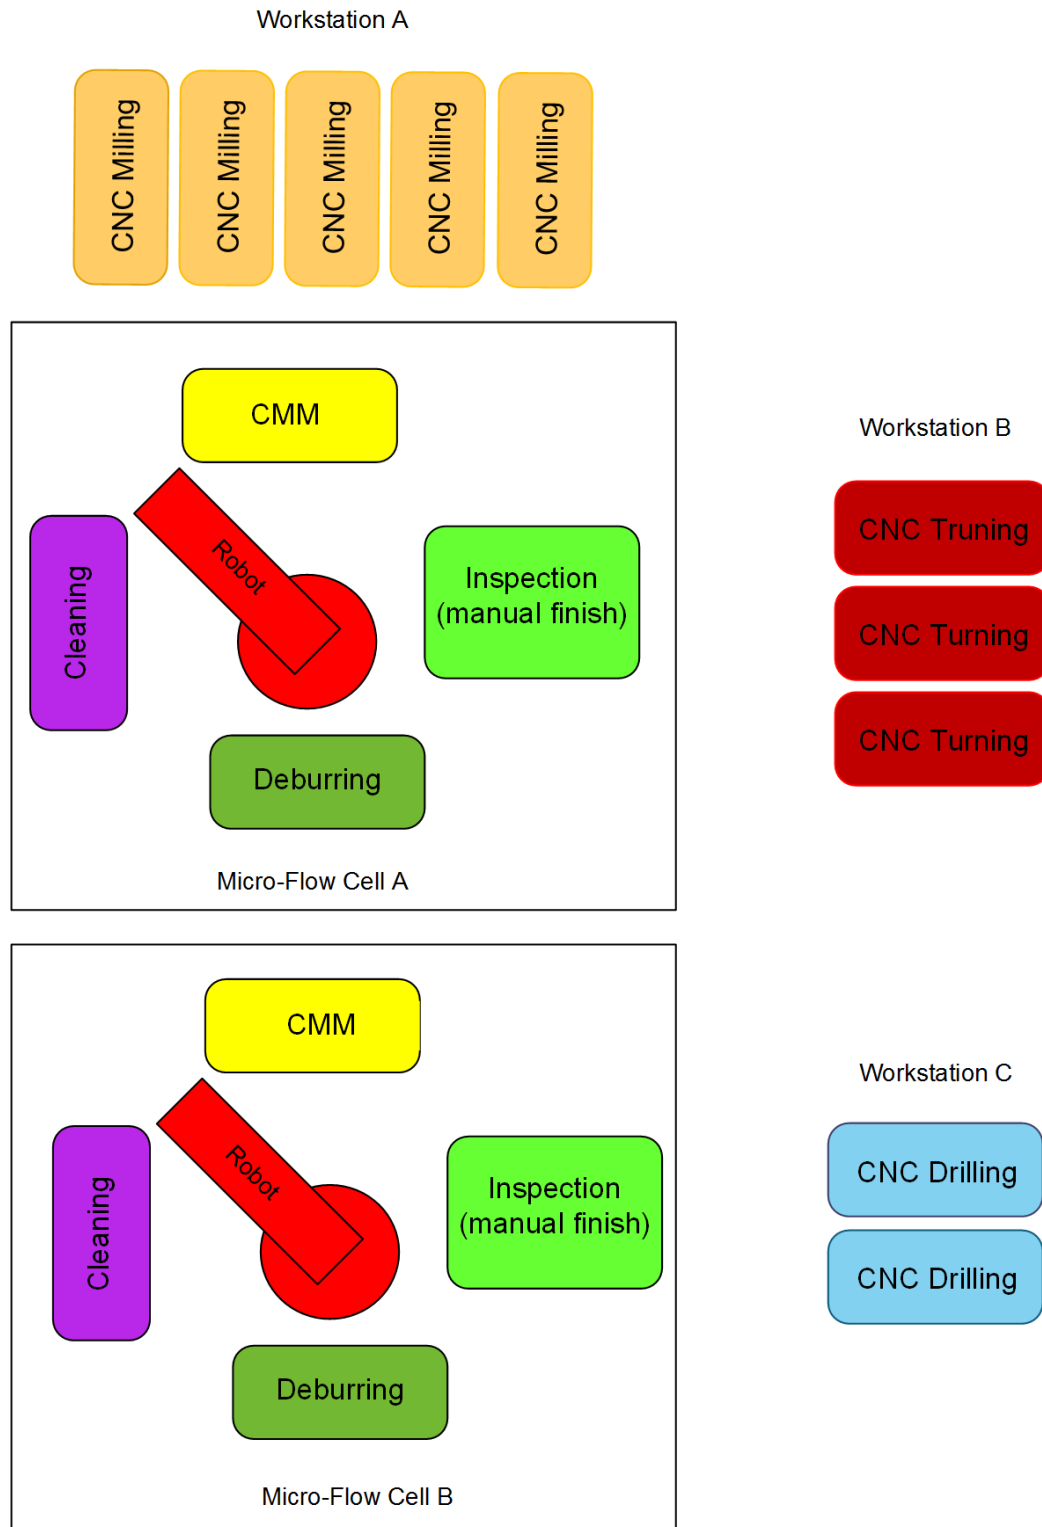 Workstation A
CNC Milling
CNC Milling
CNC Milling
CNC Milling
CNC Milling
CMM
Workstation B
Cleaning
Robot
Inspection
(manual finish)
CNC Truning
CNC Turning
CNC Turning
Deburring
Micro-Flow Cell A
CMM
Workstation C
Cleaning
Robot
Inspection
(manual finish)
CNC Drilling
CNC Drilling
Deburring
Micro-Flow Cell B